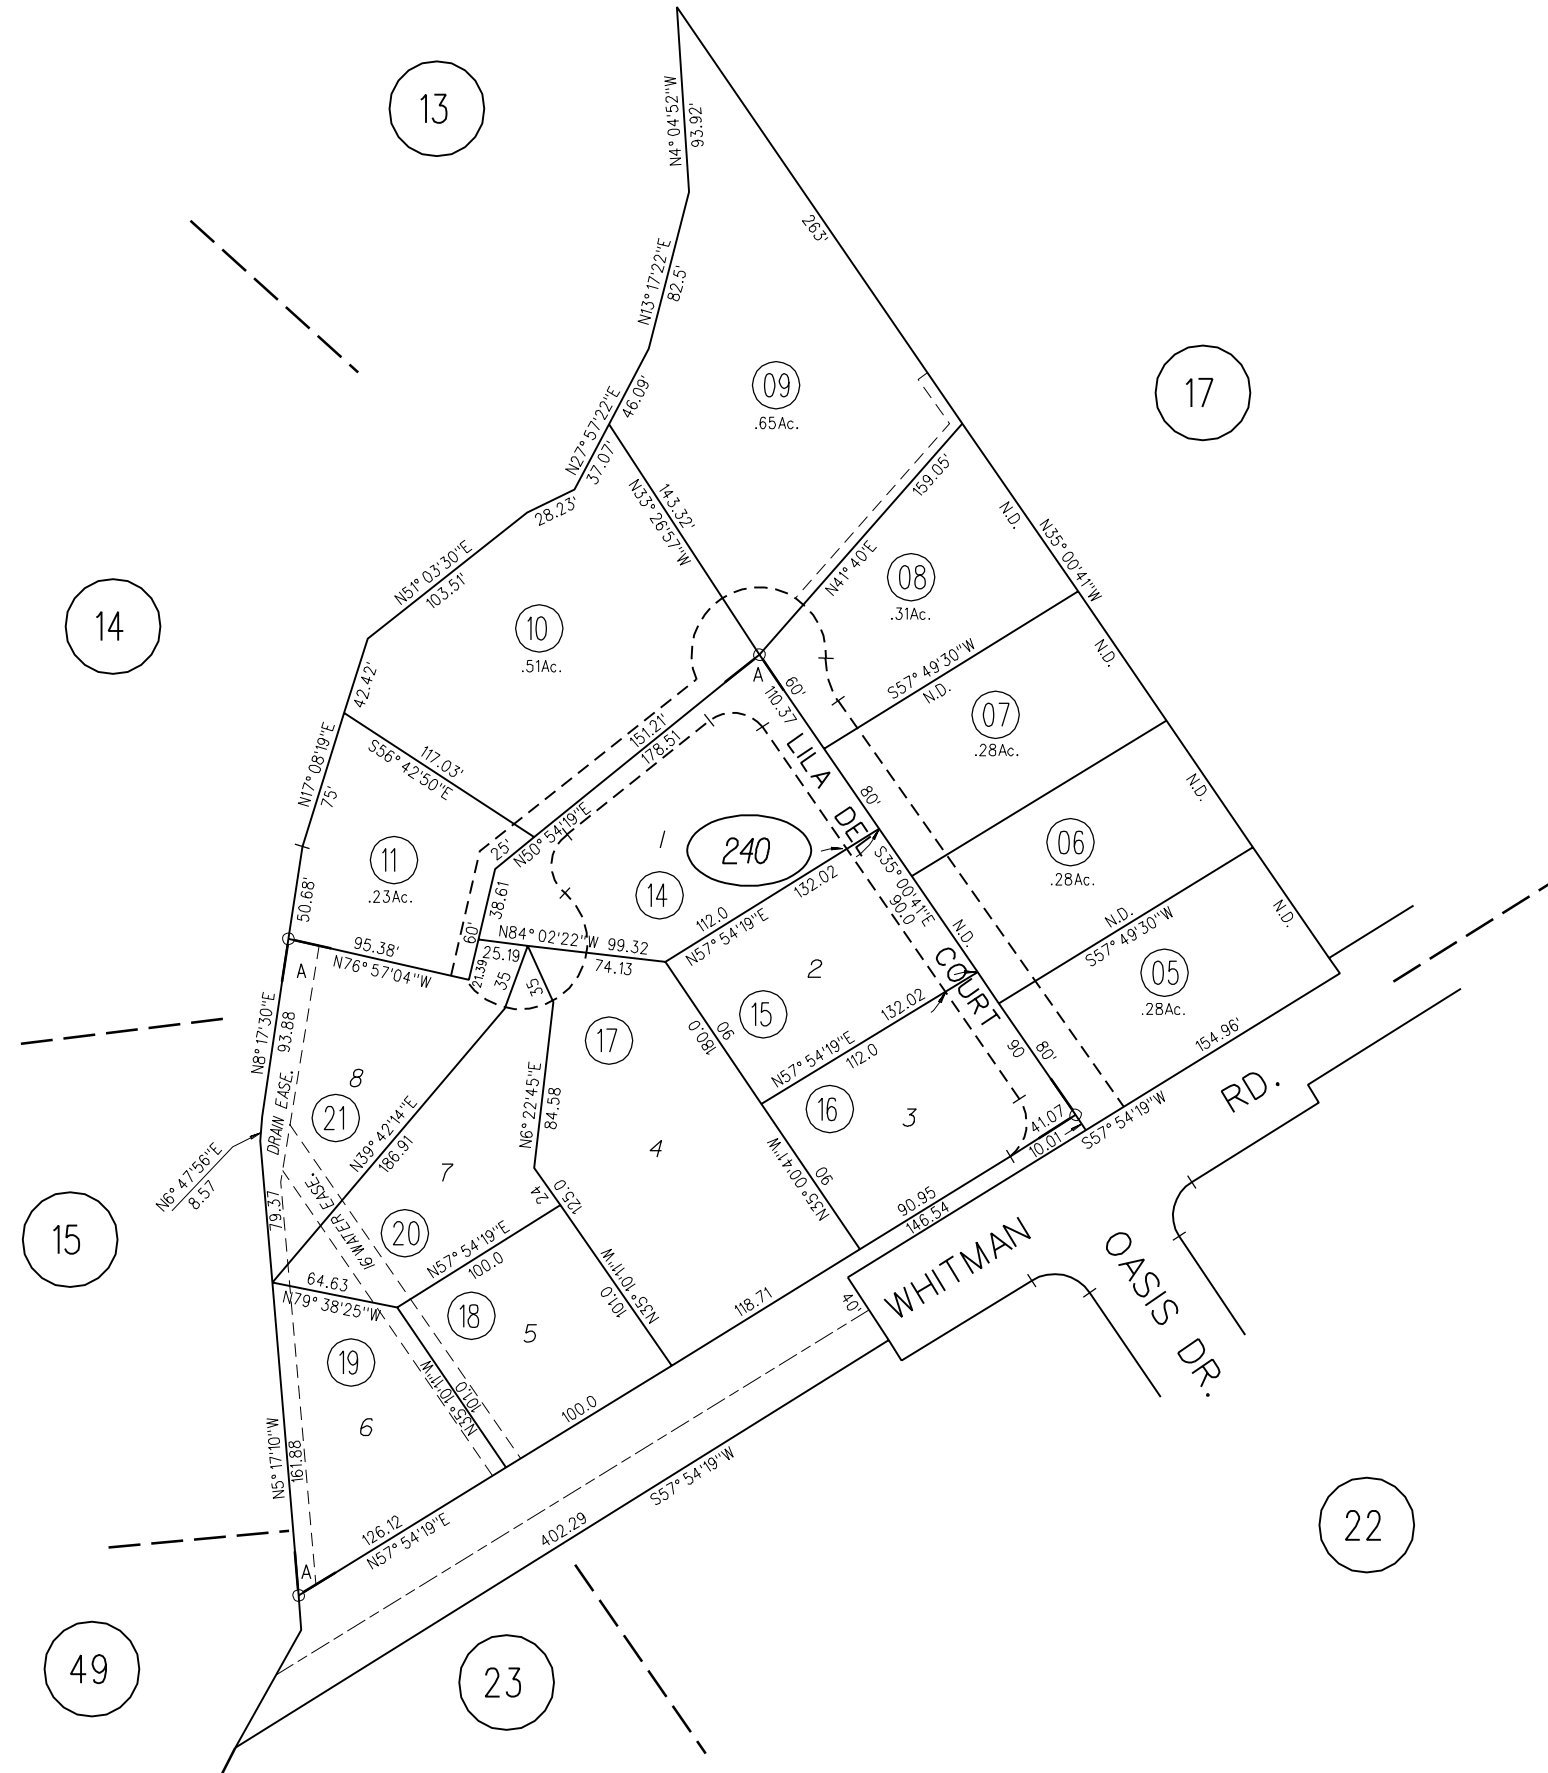 13
N4° 04'52"W
93.92'
263'
N13° 17'22"E
82.5'
09
.65Ac.
17
N27° 57'22"E
46.09'
37.07'
28.23'
143.32'
N33° 26'57"W
159.05'
N41° 40'E
N.D.
N35° 00'41"W
N51° 03'30"E
103.51'
08
.31Ac.
14
10
.51Ac.
A
60'
110.37
S57° 49'30"W
N.D.
N.D.
42.42'
07
.28Ac.
151.21'
178.51
117.03'
S56° 42'50"E
N17° 08'19"E
75'
LILA DEL COURT
80'
N.D.
25'
N50° 54'19"E
1
240
06
.28Ac.
11
.23Ac.
14
132.02
S35° 00'41"E
90.0
N.D.
50.68'
38.61
112.0
N57° 54'19"E
N.D.
S57° 49'30"W
N.D.
95.38'
N76° 57'04"W
60'
N84° 02'22"W
99.32
25.19
74.13
21.39
35
35
A
2
05
.28Ac.
15
132.02
N57° 54'19"E
112.0
90
180.0
17
N8° 17'30"E
93.88
DRAIN EASE.
8
21
N39° 42'14"E
186.91
N6° 22'45"E
84.58
4
16
3
90
80'
154.96'
RD.
41.07
10.01
S57° 54'19"W
N6° 47'56"E
8.57
79.37
16' WATER EASE.
7
20
24
125.0
N35° 00'41"W
90
90.95
146.54
15
N57° 54'19"E
100.0
64.63
N79° 38'25"W
18
5
N35° 10'11"W
101.0
118.71
40'
WHITMAN
OASIS DR.
19
6
N35° 10'11"W
101.0
100.0
N5° 17'10"W
161.88
126.12
N57° 54'19"E
A
402.29
S57° 54'19"W
22
49
23